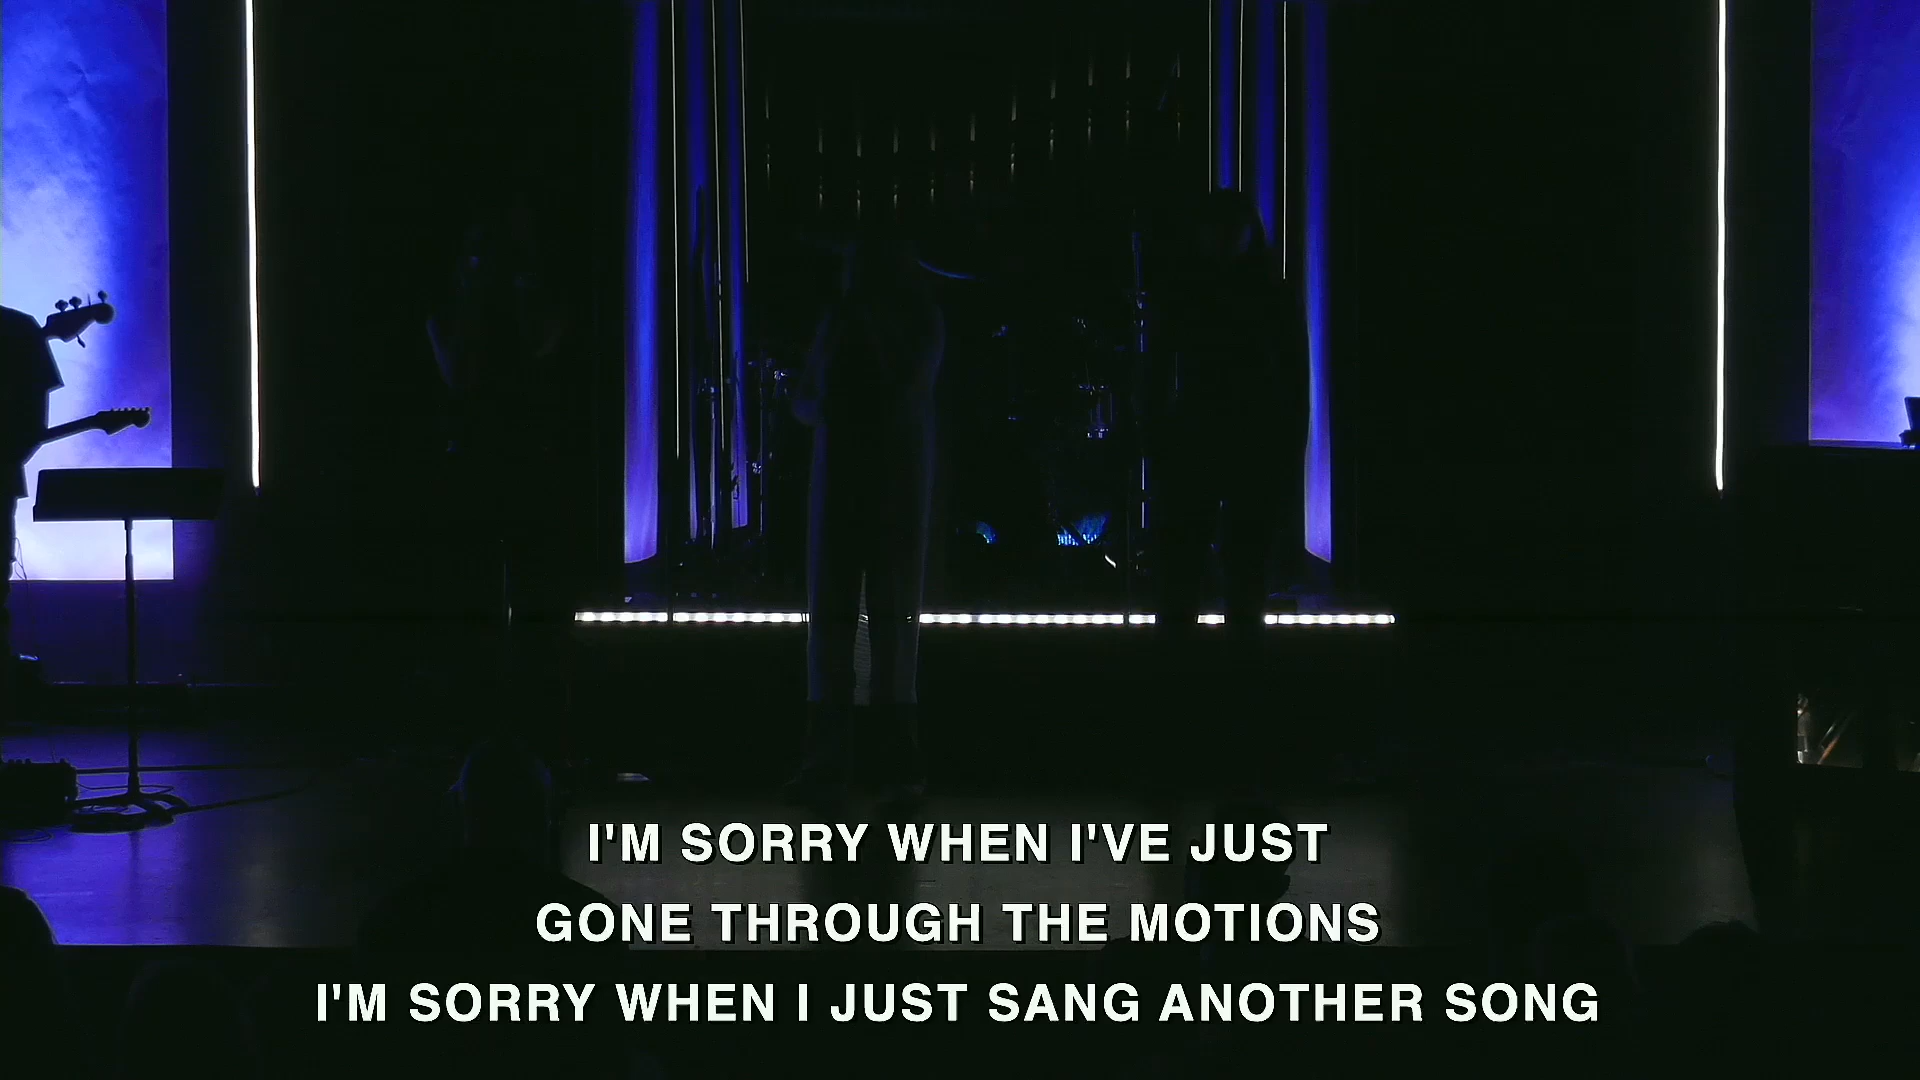 I'M SORRY WHEN I'VE JUST
GONE THROUGH THE MOTIONS
I'M SORRY WHEN I JUST SANG ANOTHER SONG